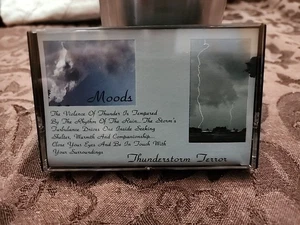 Moods
The Violence Of Thunder Is Tempered
By The Rhythm Of The Rain. The Storm's
Turbulance Drives One Inside Seeking
Shelter, Warmth And Companionship...
Close Your Eyes And Be In Touch With
Your Surroundings.
Thunderstorm Terror